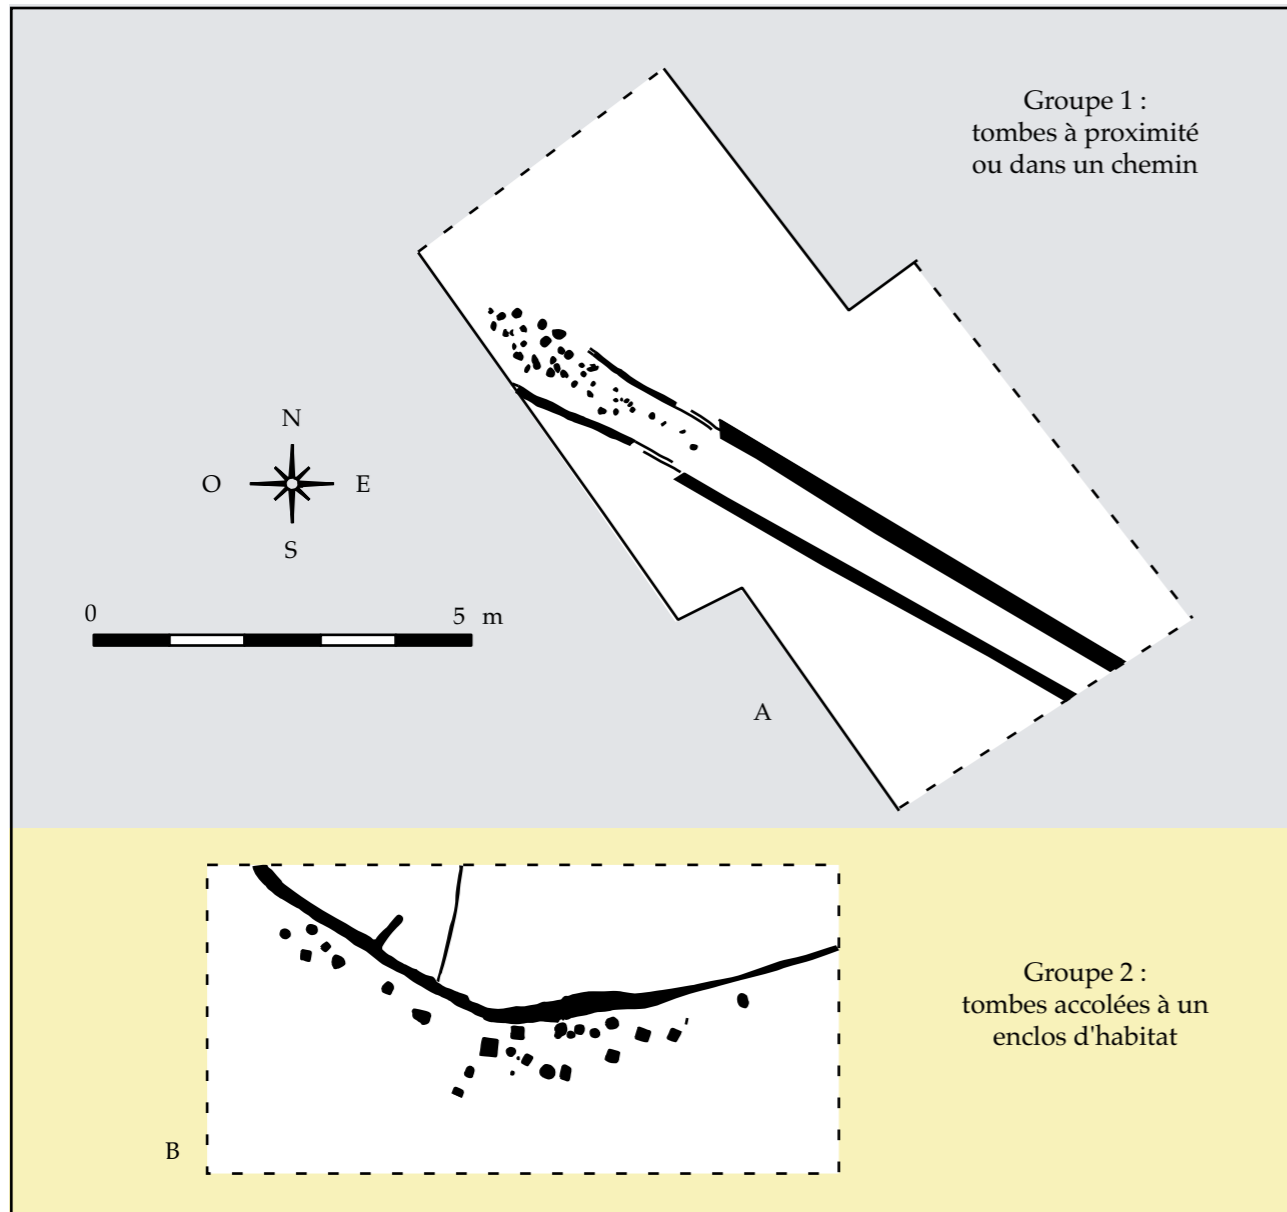 Groupe 1 :
tombes à proximité
ou dans un chemin
N
O E
S
0 5 m
A
Groupe 2 :
tombes accolées à un
enclos d'habitat
B